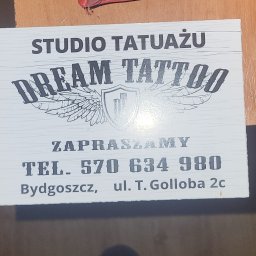 STUDIO TATUAŻU
DREAM TATTOO
ZAPRASZAMY
TEL. 570 634 980
Bydgoszcz, ul. T. Golloba 2c